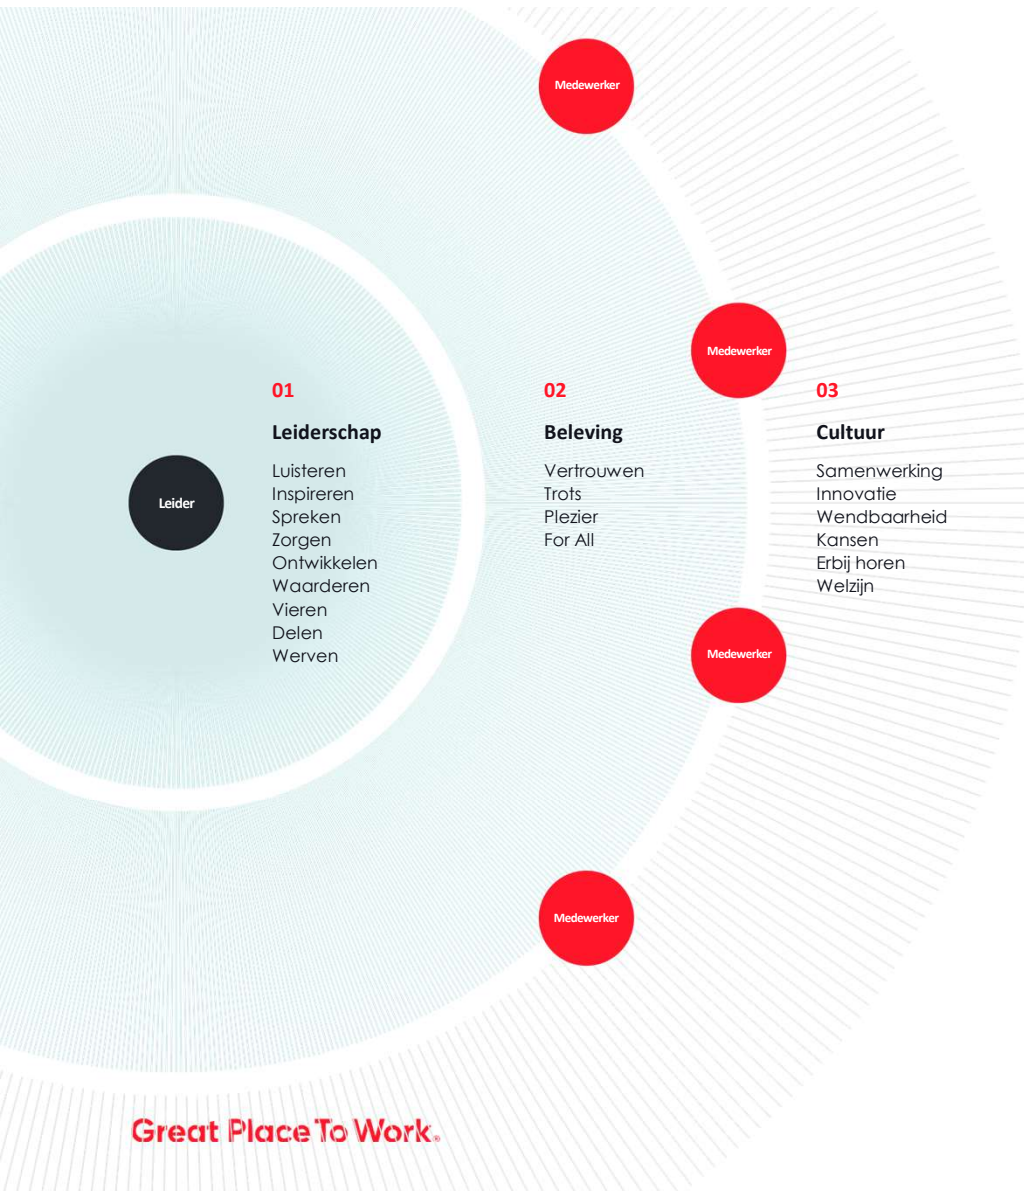 Medewerker
Medewerker
01
Leiderschap
Luisteren
Inspireren
Spreken
Zorgen
Ontwikkelen
Waarderen
Vieren
Delen
Werven
02
Beleving
Vertrouwen
Trots
Plezier
For All
03
Cultuur
Samenwerking
Innovatie
Wendbaarheid
Kansen
Erbij horen
Welzijn
Leider
Medewerker
Medewerker
Great Place To Work®